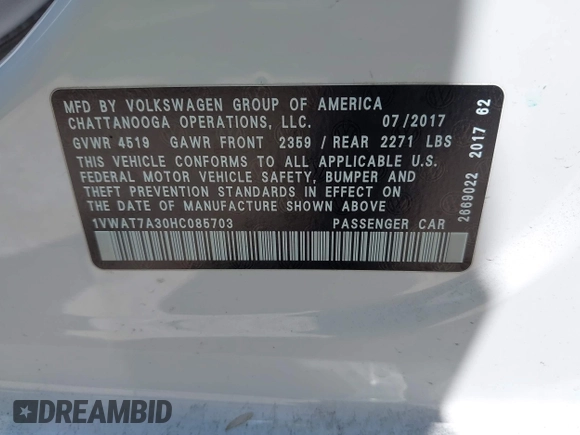 MFD BY VOLKSWAGEN GROUP OF AMERICA
CHATTANOOGA OPERATIONS, LLC. 07/2017
GVWR 4519 GAWR FRONT 2359 / REAR 2271 LBS
THIS VEHICLE CONFORMS TO ALL APPLICABLE U.S.
FEDERAL MOTOR VEHICLE SAFETY, BUMPER AND
THEFT PREVENTION STANDARDS IN EFFECT ON
THE DATE OF MANUFACTURE SHOWN ABOVE
1VWAT7A30HC085703 PASSENGER CAR
2669022 2017 62
DREAMBID